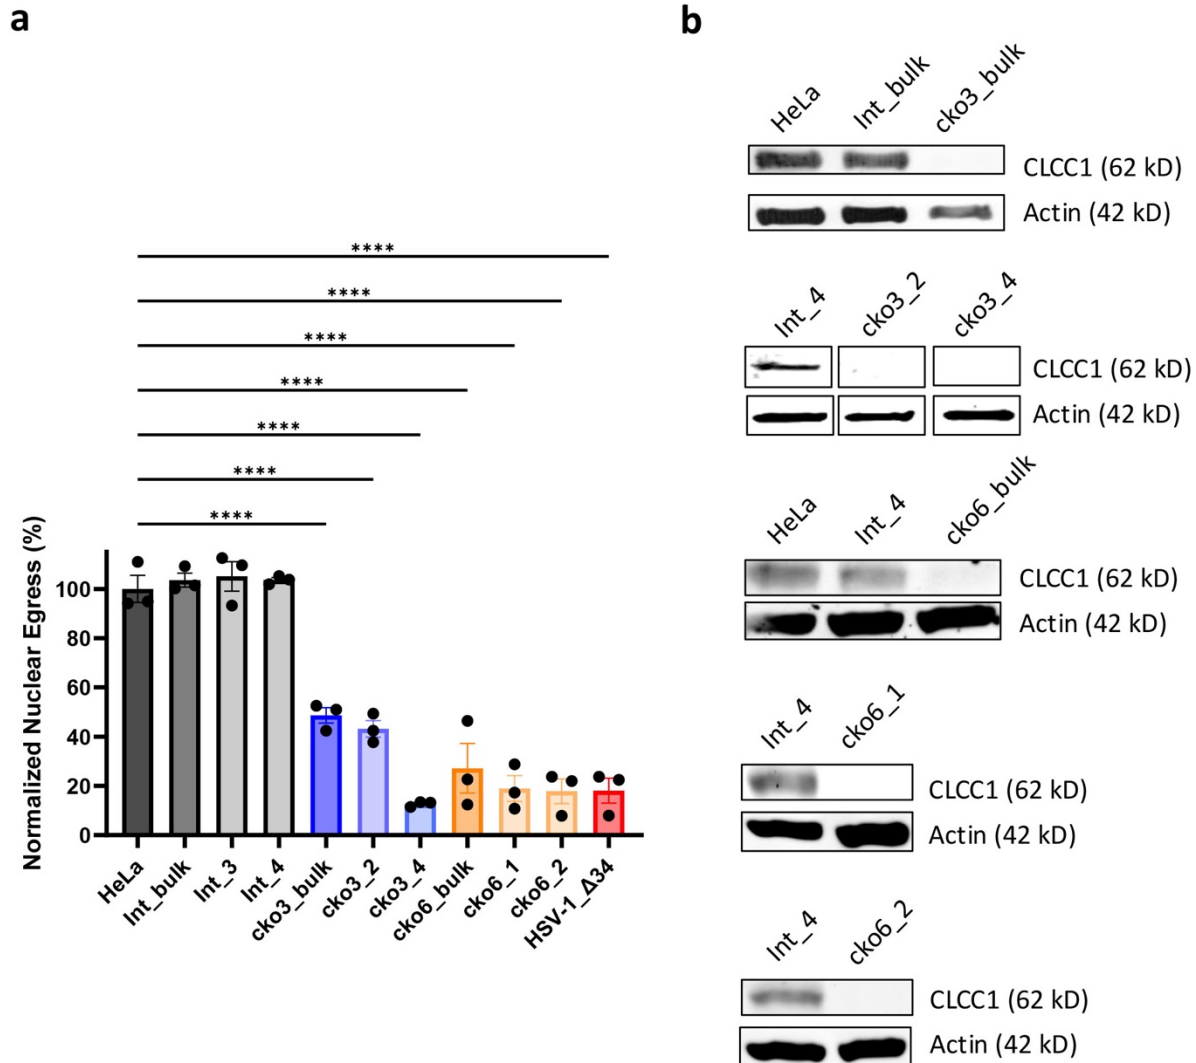 a
****
****
****
****
****
****
****
Normalized Nuclear Egress (%)
100
80
60
40
20
0
HeLa
Int_bulk
Int_3
Int_4
cko3_bulk
cko3_2
cko3_4
cko6_bulk
cko6_1
cko6_2
HSV-1_Δ34
b
HeLa
Int_bulk
cko3_bulk
CLCC1 (62 kD)
Actin (42 kD)
Int_4
cko3_2
cko3_4
CLCC1 (62 kD)
Actin (42 kD)
HeLa
Int_4
cko6_bulk
CLCC1 (62 kD)
Actin (42 kD)
Int_4
cko6_1
CLCC1 (62 kD)
Actin (42 kD)
Int_4
cko6_2
CLCC1 (62 kD)
Actin (42 kD)